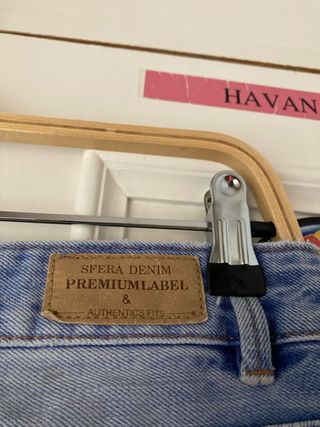 HAVAN
SFERA DENIM
PREMIUMLABEL
&
AUTHENTICS FITS